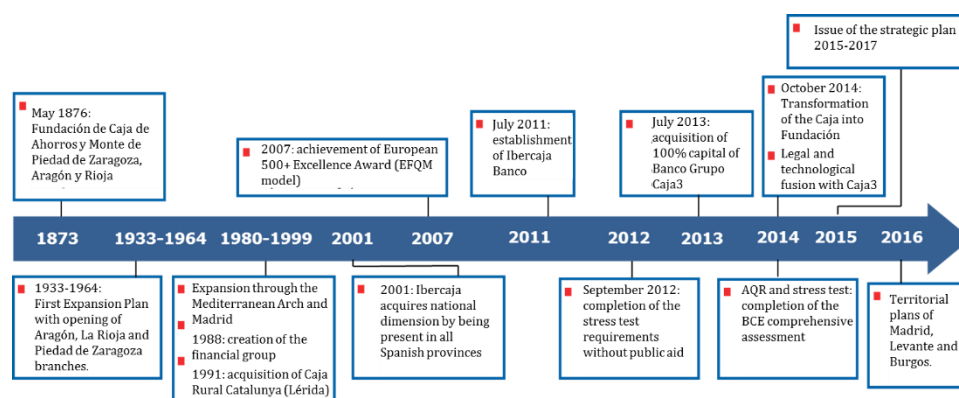 Issue of the strategic plan
2015-2017
May 1876:
Fundación de Caja de
Ahorros y Monte de
Piedad de Zaragoza,
Aragón y Rioja
2007: achievement of European
500+ Excellence Award (EFQM
model)
July 2011:
establishment
of Ibercaja
Banco
July 2013:
acquisition of
100% capital of
Banco Grupo
Caja3
October 2014:
Transformation
of the Caja into
Fundación
Legal and
technological
fusion with Caja3
1873 1933-1964 1980-1999 2001 2007 2011 2012 2013 2014 2015 2016
1933-1964:
First Expansion Plan
with opening of
Aragón, La Rioja and
Piedad de Zaragoza
branches.
Expansion through the
Mediterranean Arch and
Madrid
1988: creation of the
financial group
1991: acquisition of Caja
Rural Catalunya (Lérida)
2001: Ibercaja
acquires national
dimension by being
present in all
Spanish provinces
September 2012:
completion of the
stress test
requirements
without public aid
AQR and stress test:
completion of the
BCE comprehensive
assessment
Territorial
plans of
Madrid,
Levante and
Burgos.